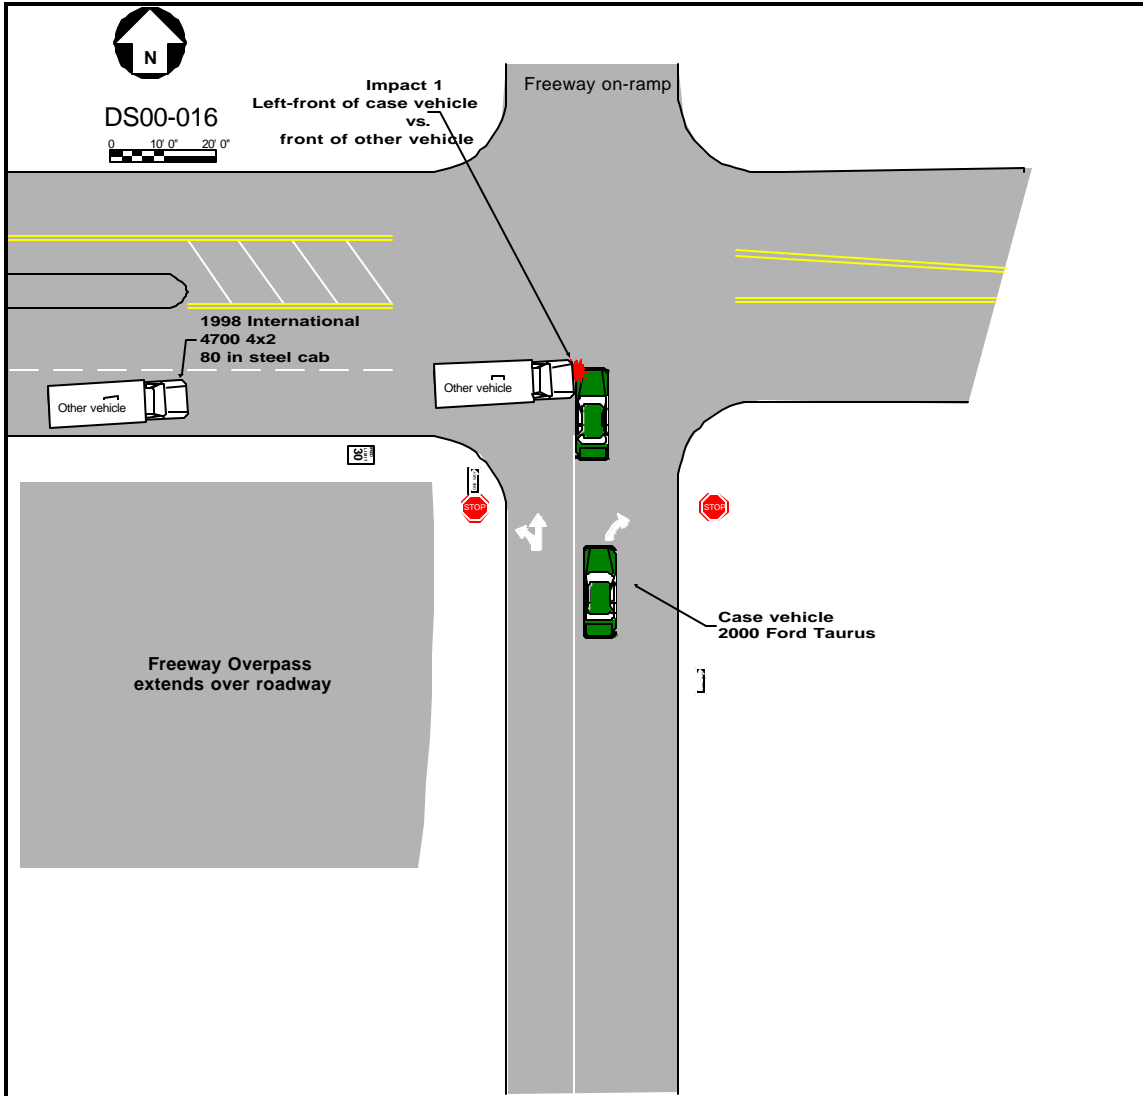 N
DS00-016
0 10' 0" 20' 0"
Impact 1
Left-front of case vehicle
vs.
front of other vehicle
Freeway on-ramp
1998 International
4700 4x2
80 in steel cab
Other vehicle
Other vehicle
30
STOP
STOP
Case vehicle
2000 Ford Taurus
Freeway Overpass
extends over roadway